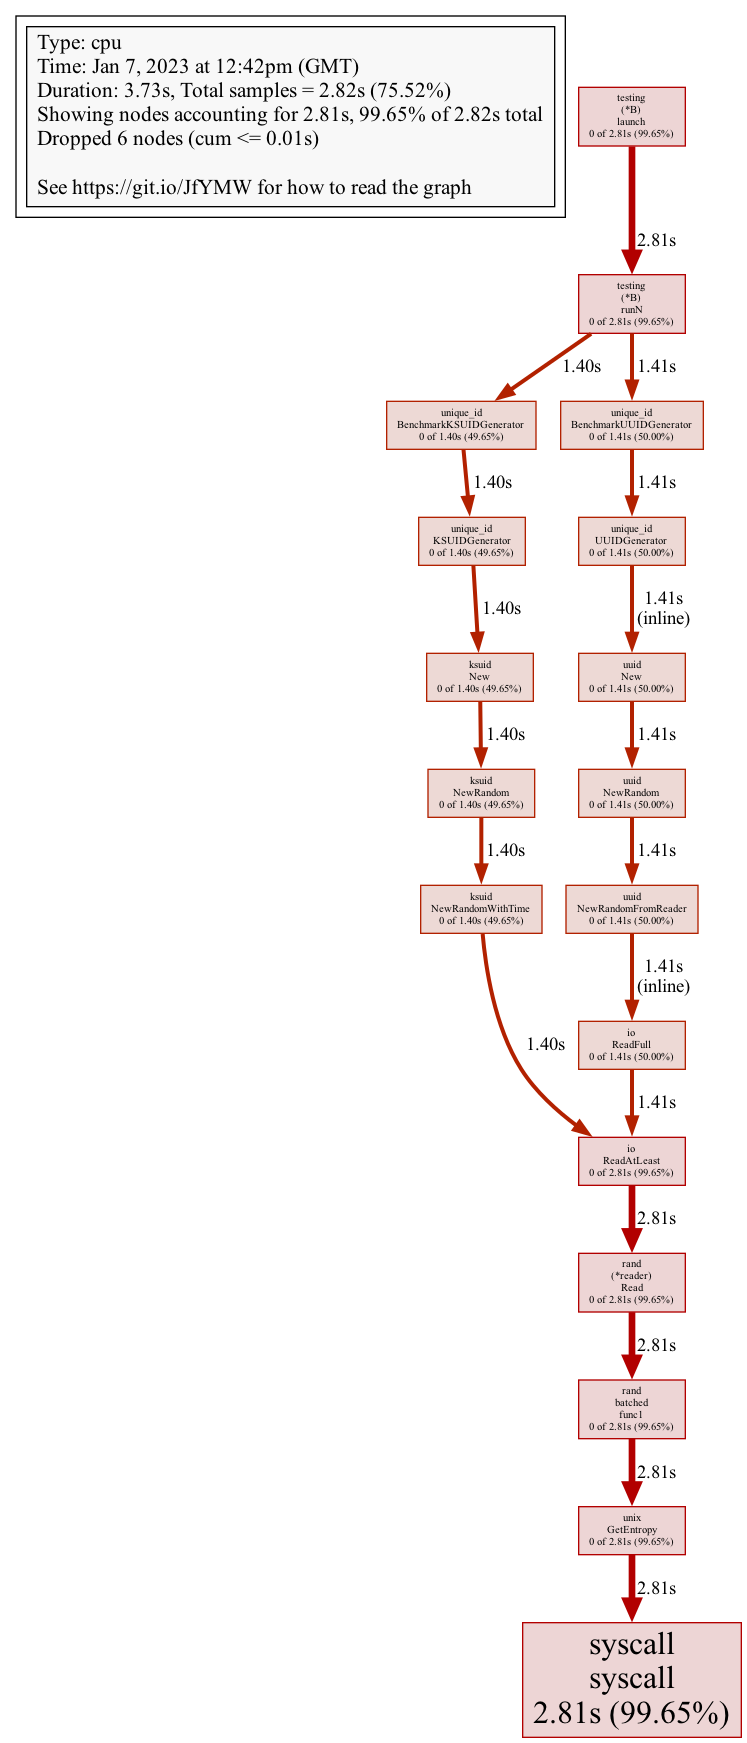 Type: cpu
Time: Jan 7, 2023 at 12:42pm (GMT)
Duration: 3.73s, Total samples = 2.82s (75.52%)
Showing nodes accounting for 2.81s, 99.65% of 2.82s total
Dropped 6 nodes (cum <= 0.01s)
See https://git.io/JfYMW for how to read the graph
testing
(*B)
launch
0 of 2.81s (99.65%)
2.81s
testing
(*B)
runN
0 of 2.81s (99.65%)
1.40s
1.41s
unique_id
BenchmarkKSUIDGenerator
0 of 1.40s (49.65%)
unique_id
BenchmarkUUIDGenerator
0 of 1.41s (50.00%)
1.40s
1.41s
unique_id
KSUIDGenerator
0 of 1.40s (49.65%)
unique_id
UUIDGenerator
0 of 1.41s (50.00%)
1.40s
1.41s
(inline)
ksuid
New
0 of 1.40s (49.65%)
uuid
New
0 of 1.41s (50.00%)
1.40s
1.41s
ksuid
NewRandom
0 of 1.40s (49.65%)
uuid
NewRandom
0 of 1.41s (50.00%)
1.40s
1.41s
ksuid
NewRandomWithTime
0 of 1.40s (49.65%)
uuid
NewRandomFromReader
0 of 1.41s (50.00%)
1.41s
(inline)
io
ReadFull
0 of 1.41s (50.00%)
1.40s
1.41s
io
ReadAtLeast
0 of 2.81s (99.65%)
2.81s
rand
(*reader)
Read
0 of 2.81s (99.65%)
2.81s
rand
batched
func1
0 of 2.81s (99.65%)
2.81s
unix
GetEntropy
0 of 2.81s (99.65%)
2.81s
syscall
syscall
2.81s (99.65%)